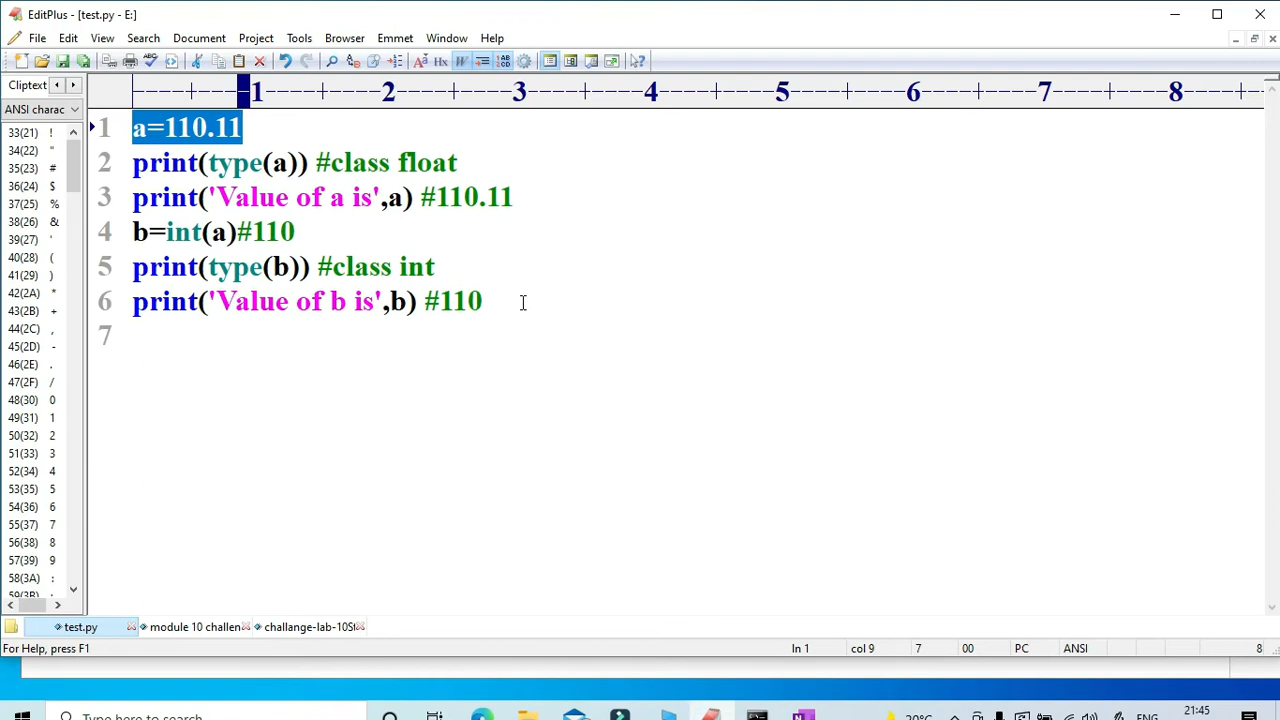 EditPlus - [test.py - E:]
File Edit View Search Document Project Tools Browser Emmet Window Help
Cliptext
ANSI charac
1 2 3 4 5 6 7 8
33(21) !
34(22) "
35(23) #
36(24) $
37(25) %
38(26) &
39(27) '
40(28) (
41(29) )
42(2A) *
43(2B) +
44(2C) ,
45(2D) -
46(2E) .
47(2F) /
48(30) 0
49(31) 1
50(32) 2
51(33) 3
52(34) 4
53(35) 5
54(36) 6
55(37) 7
56(38) 8
57(39) 9
58(3A) :
59(3B) ;
1 a=110.11
2 print(type(a)) #class float
3 print('Value of a is',a) #110.11
4 b=int(a)#110
5 print(type(b)) #class int
6 print('Value of b is',b) #110
7
test.py module 10 challen challange-lab-10St
For Help, press F1 ln 1 col 9 7 00 PC ANSI 8
Type here to search 20°C 21:45